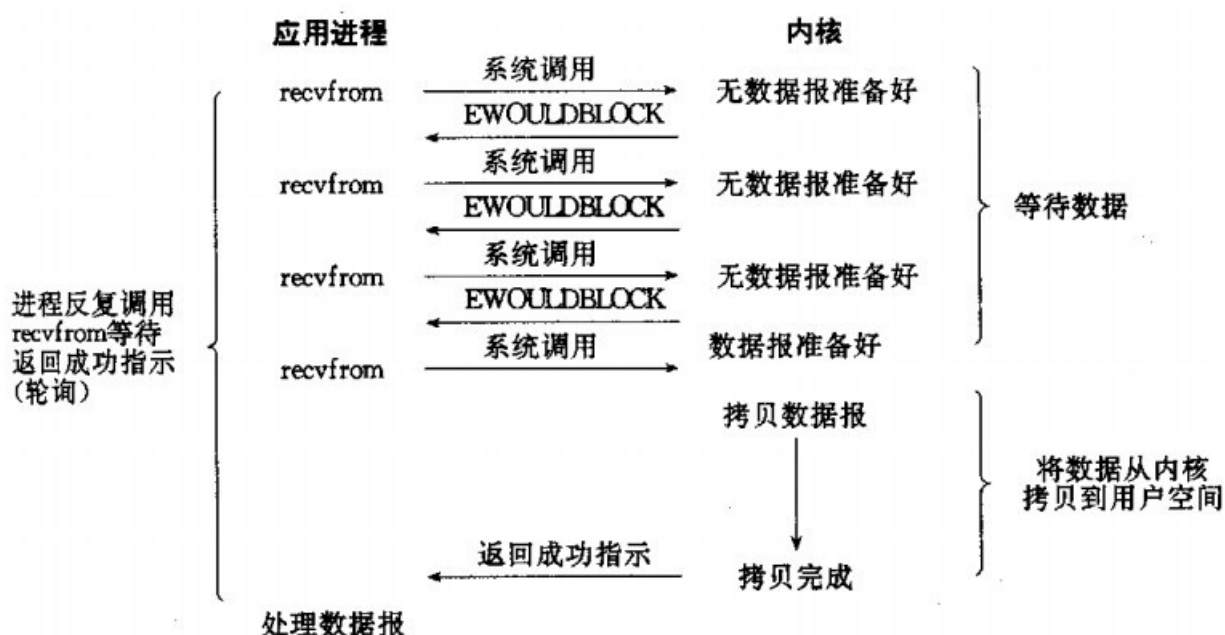 应用进程
内核
系统调用
recvfrom
无数据报准备好
EWOULDBLOCK
系统调用
recvfrom
无数据报准备好
EWOULDBLOCK
等待数据
系统调用
recvfrom
无数据报准备好
EWOULDBLOCK
进程反复调用
recvfrom等待
返回成功指示
(轮询)
系统调用
recvfrom
数据报准备好
拷贝数据报
将数据从内核
拷贝到用户空间
返回成功指示
拷贝完成
处理数据报